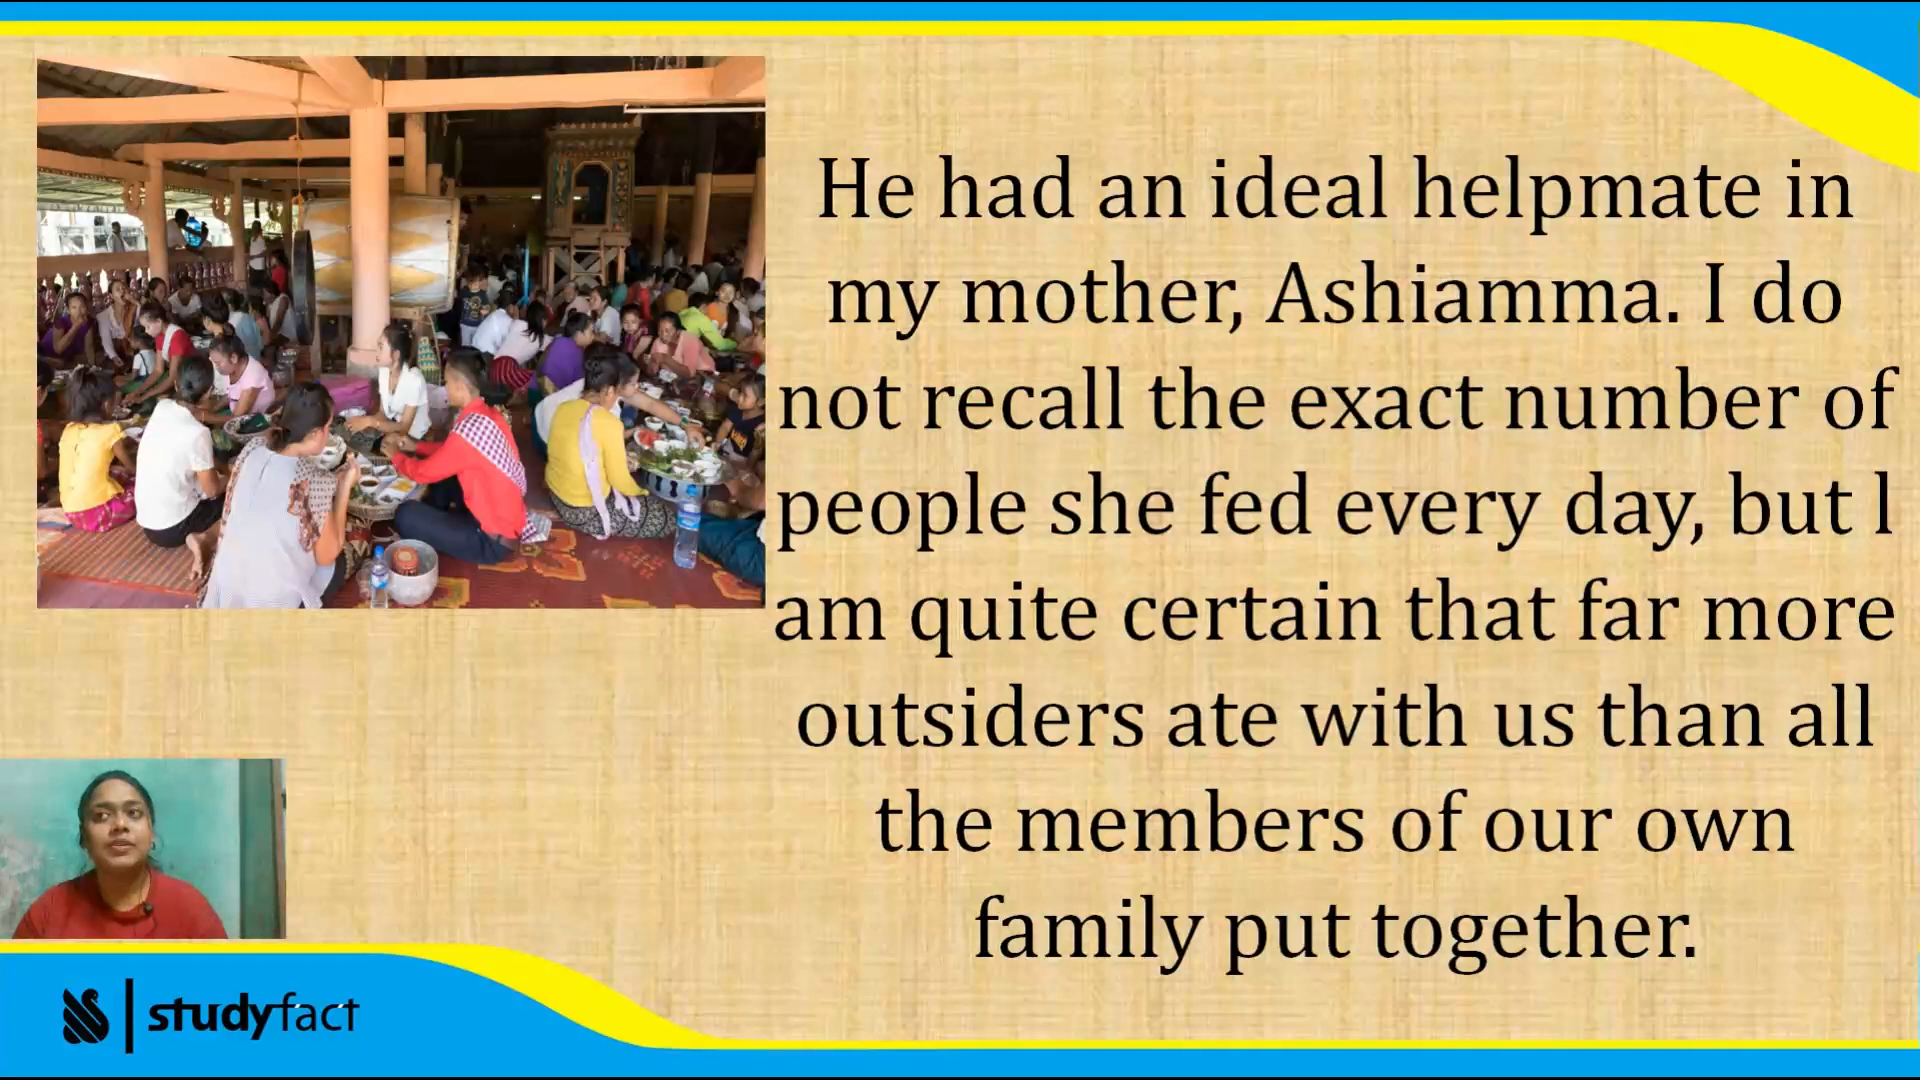 He had an ideal helpmate in
my mother, Ashiamma. I do
not recall the exact number of
people she fed every day, but l
am quite certain that far more
outsiders ate with us than all
the members of our own
family put together.
studyfact